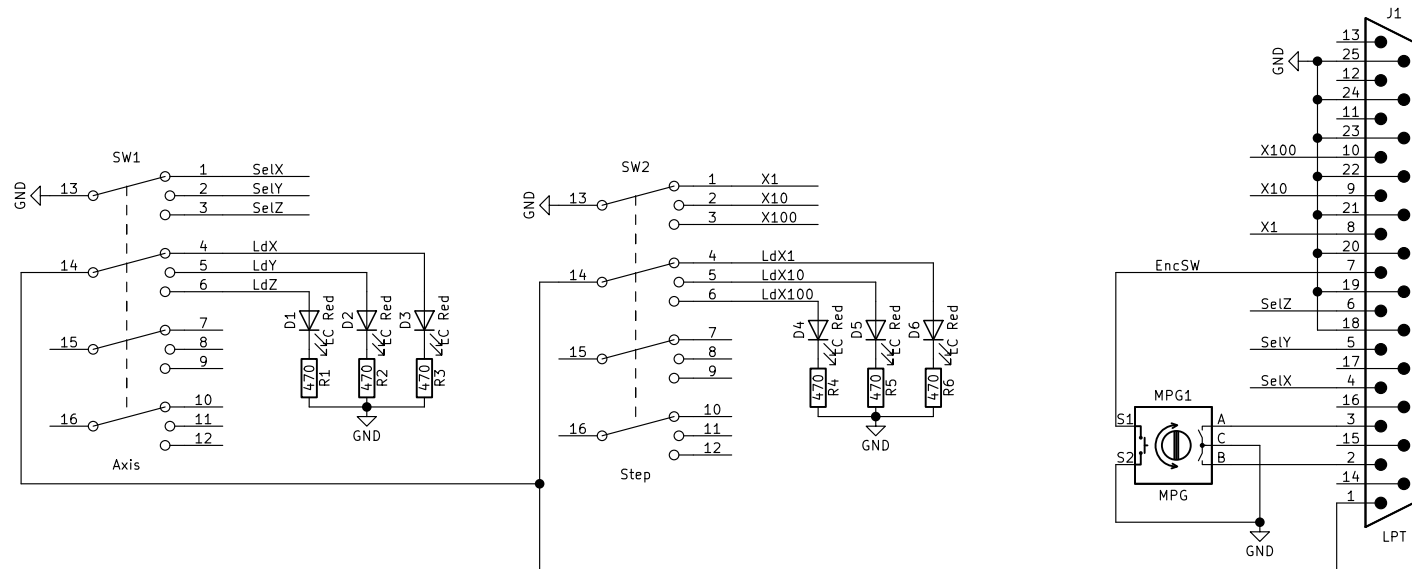 SW1
GND
13
1 SelX
2 SelY
3 SelZ
14
4 LdX
5 LdY
6 LdZ
15
7
8
9
16
10
11
12
Axis
D1
LC Red
D2
LC Red
D3
LC Red
470
R1
470
R2
470
R3
GND
SW2
GND
13
1 X1
2 X10
3 X100
14
4 LdX1
5 LdX10
6 LdX100
15
7
8
9
16
10
11
12
Step
D4
LC Red
D5
LC Red
D6
LC Red
470
R4
470
R5
470
R6
GND
J1
GND
13
25
12
24
11
23
X100 10
22
X10 9
21
X1 8
20
EncSW 7
19
SelZ 6
18
SelY 5
17
SelX 4
16
3
15
2
14
1
LPT
MPG1
S1
S2
A
C
B
MPG
GND